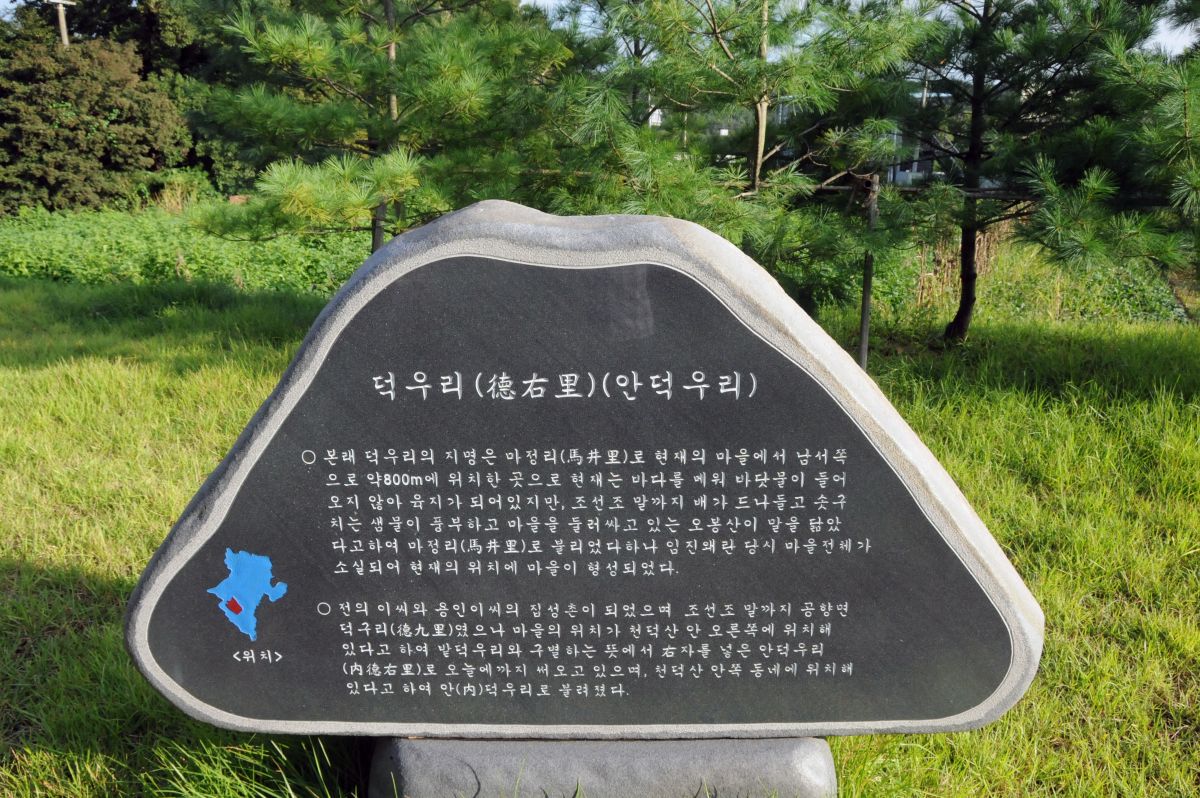 덕우리(德右里)(안덕우리)
○ 본래 덕우리의 지명은 마정리(馬井里)로 현재의 마을에서 남서쪽
으로 약800m에 위치한 곳으로 현재는 바다를 메워 바닷물이 들어
오지 않아 육지가 되어있지만, 조선조 말까지 배가 드나들고 솟구
치는 샘물이 풍부하고 마을을 둘러싸고 있는 오봉산이 말을 닮았
다고하여 마정리(馬井里)로 불리었다하나 임진왜란 당시 마을전체가
소실되어 현재의 위치에 마을이 형성되었다.
○ 전의 이씨와 용인이씨의 집성촌이 되었으며 조선조 말까지 공향면
덕구리(德九里)였으나 마을의 위치가 천덕산 안 오른쪽에 위치해
있다고 하여 밭덕우리와 구별하는 뜻에서 右자를 넣은 안덕우리
(内德右里)로 오늘에까지 써오고 있으며, 천덕산 안쪽 동네에 위치해
있다고 하여 안(内)덕우리로 불려졌다.
<위치>